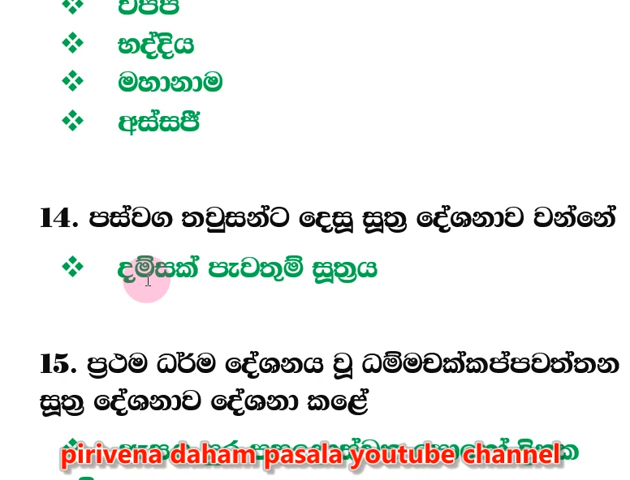 ❖ වප්ප
❖ භද්දිය
❖ මහානාම
❖ අස්සජී
14. පස්වග තවුසන්ට දෙසූ සූත්‍ර දේශනාව වන්නේ
❖ දම්සක් පැවතුම් සූත්‍රය
15. ප්‍රථම ධර්ම දේශනය වූ ධම්මචක්කප්පවත්තන
සූත්‍ර දේශනාව දේශනා කළේ
pirivena daham pasala youtube channel